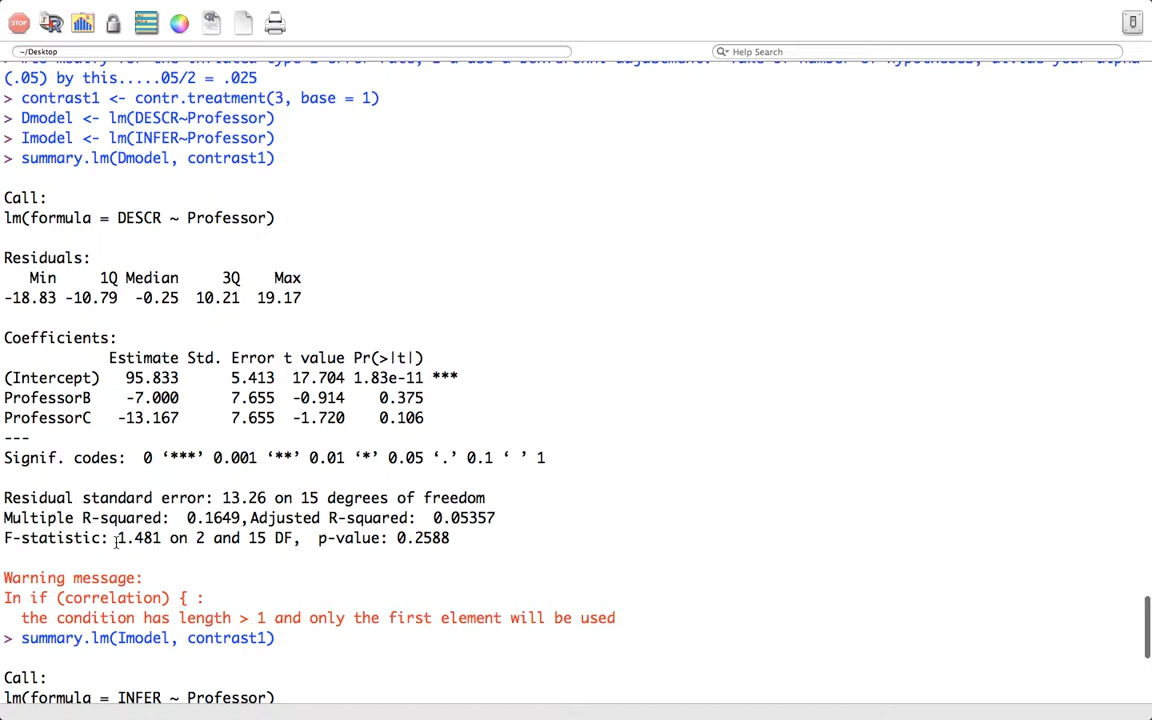 STOP
~/Desktop
Help Search
(.05) by this.....05/2 = .025
> contrast1 <- contr.treatment(3, base = 1)
> Dmodel <- lm(DESCR~Professor)
> Imodel <- lm(INFER~Professor)
> summary.lm(Dmodel, contrast1)
Call:
lm(formula = DESCR ~ Professor)
Residuals:
Min 1Q Median 3Q Max
-18.83 -10.79 -0.25 10.21 19.17
Coefficients:
Estimate Std. Error t value Pr(>|t|)
(Intercept) 95.833 5.413 17.704 1.83e-11 ***
ProfessorB -7.000 7.655 -0.914 0.375
ProfessorC -13.167 7.655 -1.720 0.106
---
Signif. codes: 0 ‘***’ 0.001 ‘**’ 0.01 ‘*’ 0.05 ‘.’ 0.1 ‘ ’ 1
Residual standard error: 13.26 on 15 degrees of freedom
Multiple R-squared: 0.1649,Adjusted R-squared: 0.05357
F-statistic: 1.481 on 2 and 15 DF, p-value: 0.2588
Warning message:
In if (correlation) { :
the condition has length > 1 and only the first element will be used
> summary.lm(Imodel, contrast1)
Call:
lm(formula = INFER ~ Professor)